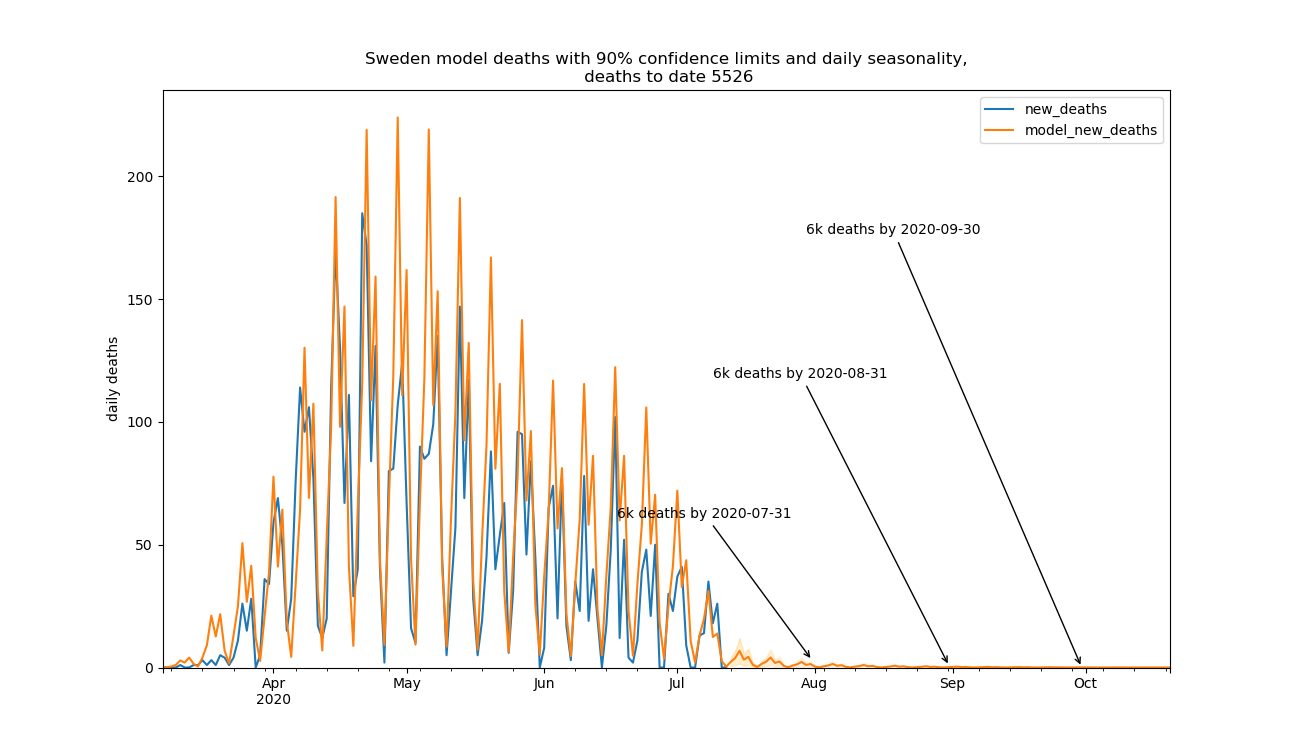 Sweden model deaths with 90% confidence limits and daily seasonality,
deaths to date 5526
new_deaths
model_new_deaths
200
150
100
50
0
daily deaths
6k deaths by 2020-09-30
6k deaths by 2020-08-31
6k deaths by 2020-07-31
Apr May Jun Jul Aug Sep Oct
2020